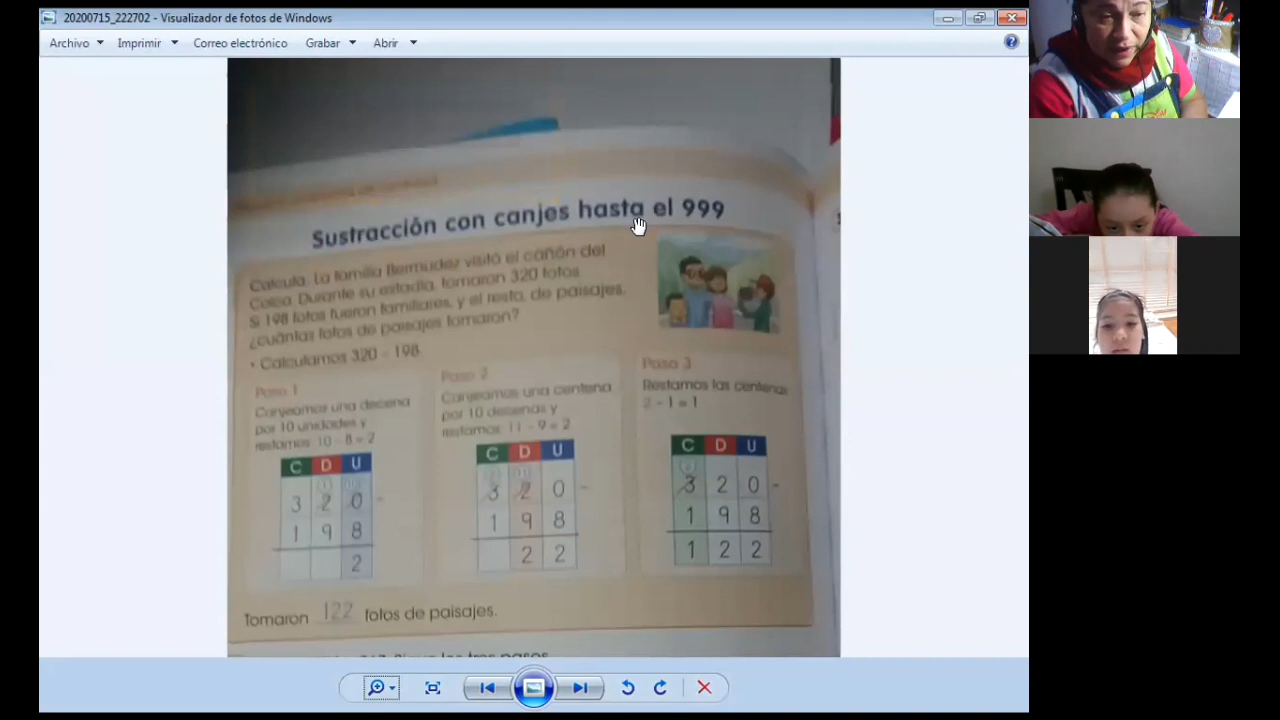 20200715_222702 - Visualizador de fotos de Windows
Archivo Imprimir Correo electrónico Grabar Abrir
Sustracción con canjes hasta el 999
Calcula. La familia Bermudez visitó el cañón del
Colca. Durante su estadía, tomaron 320 fotos.
Si 198 fotos fueron familiares, y el resto, de paisajes,
¿cuántas fotos de paisajes tomaron?
• Calculamos 320 - 198.
Paso 1
Canjeamos una decena
por 10 unidades y
restamos: 10 - 8 = 2
C D U
3 2 0 -
1 9 8
2
Paso 2
Canjeamos una centena
por 10 decenas y
restamos: 11 - 9 = 2
C D U
3 2 0 -
1 9 8
2 2
Paso 3
Restamos las centenas
2 - 1 = 1
C D U
2
3 2 0 -
1 9 8
1 2 2
Tomaron 122 fotos de paisajes.
los tres pasos